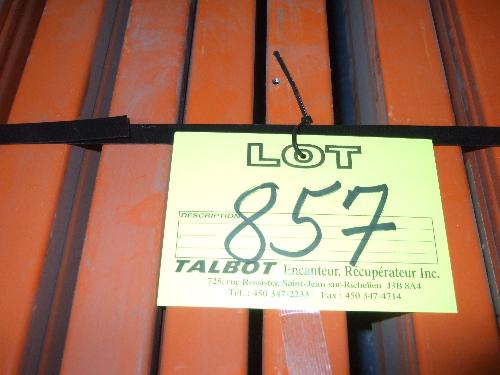 LOT
857
DESCRIPTION
TALBOT Encanteur, Récupérateur Inc.
725, rue Rossiter, Saint-Jean-sur-Richelieu J3B 8A4
Tél. : 450 347-2233 Fax : 450 347-4714